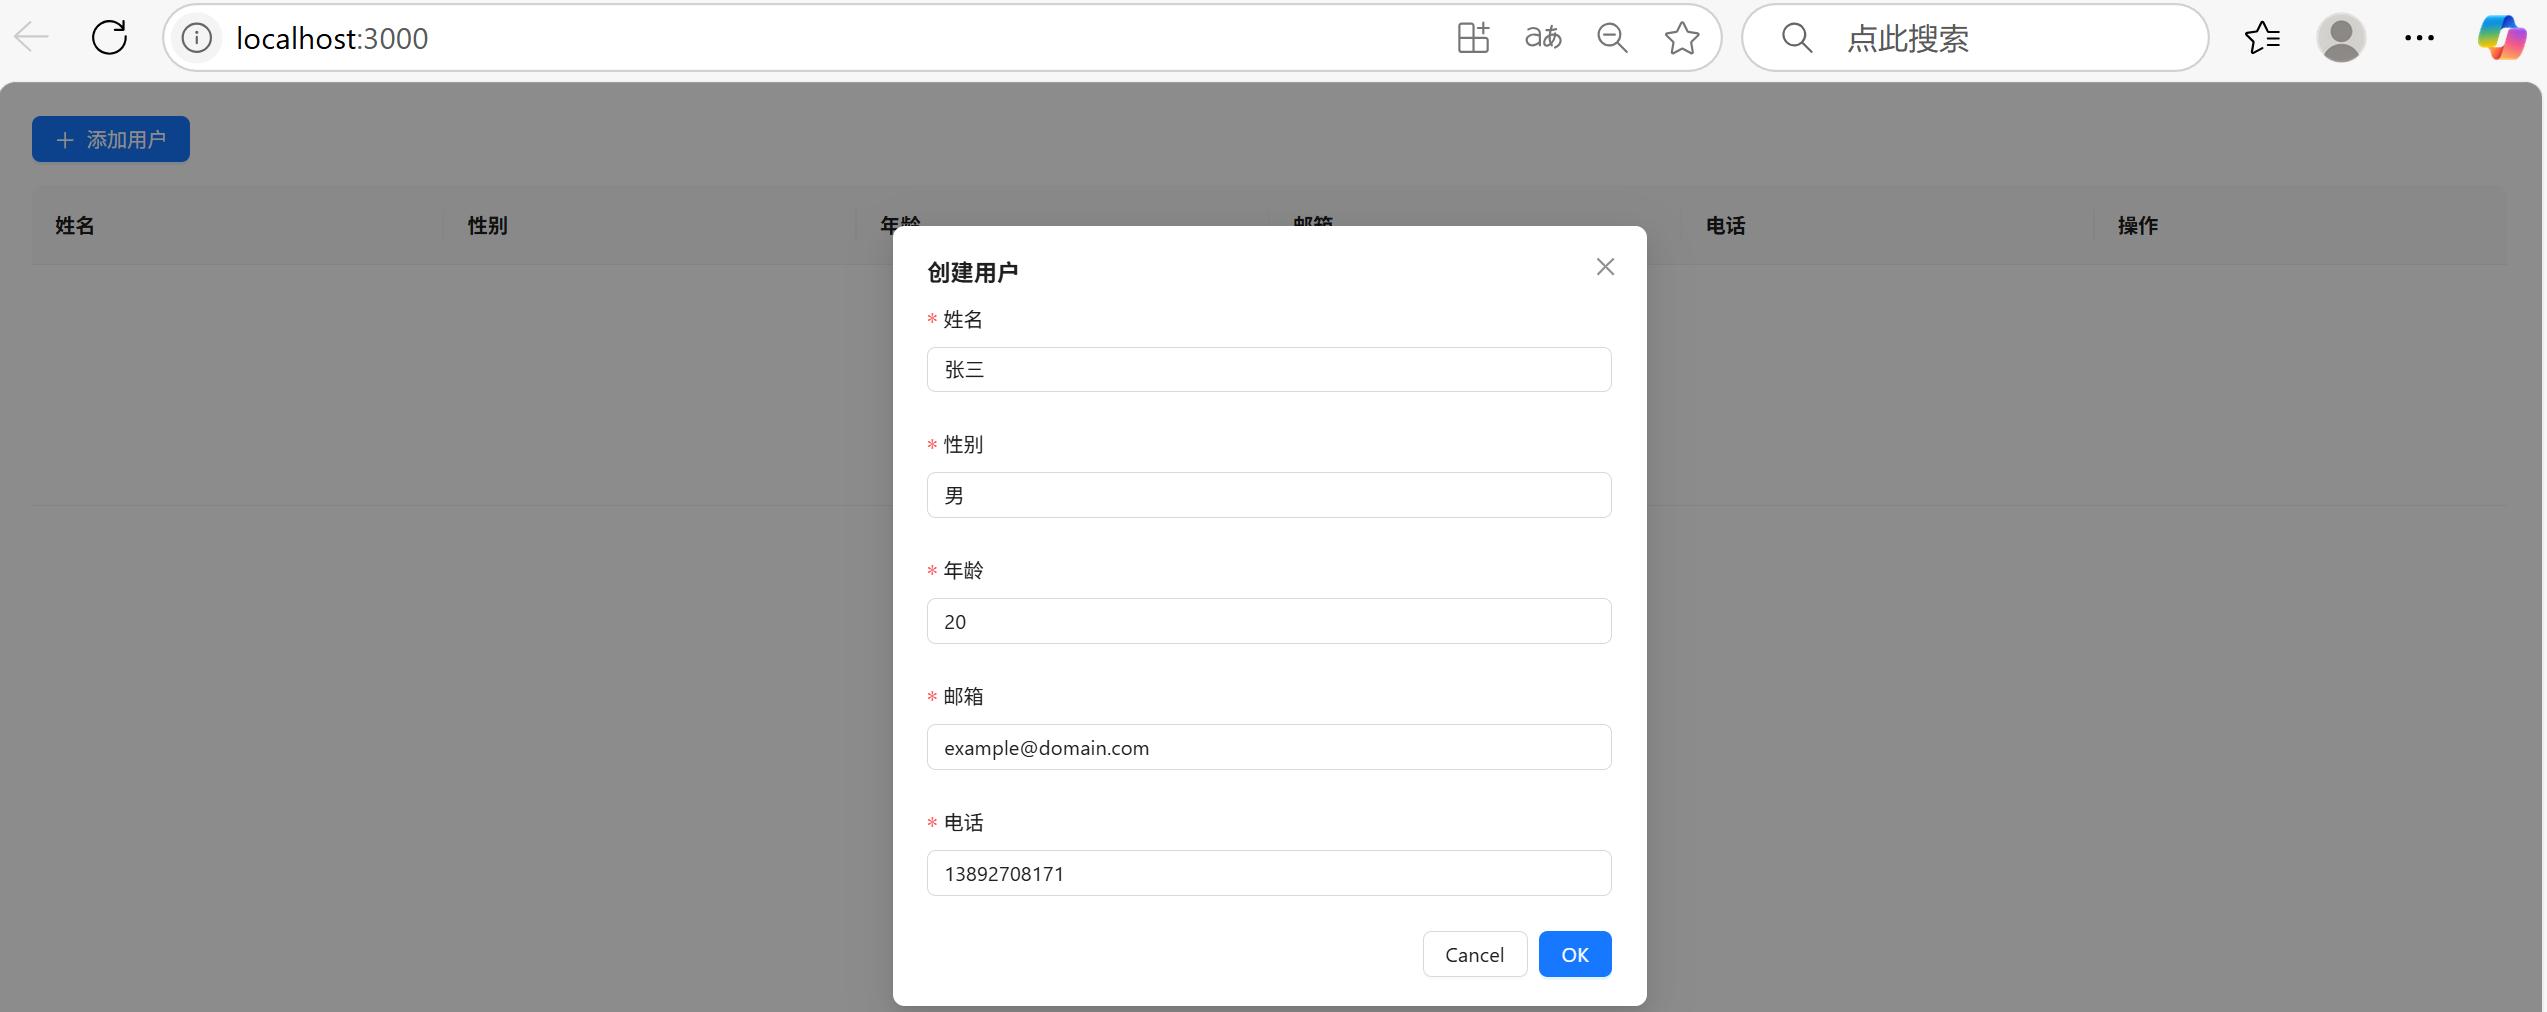 localhost:3000
aあ
点此搜索
添加用户
姓名 性别 年龄 邮箱 电话 操作
创建用户
* 姓名
张三
* 性别
男
* 年龄
20
* 邮箱
example@domain.com
* 电话
13892708171
Cancel OK